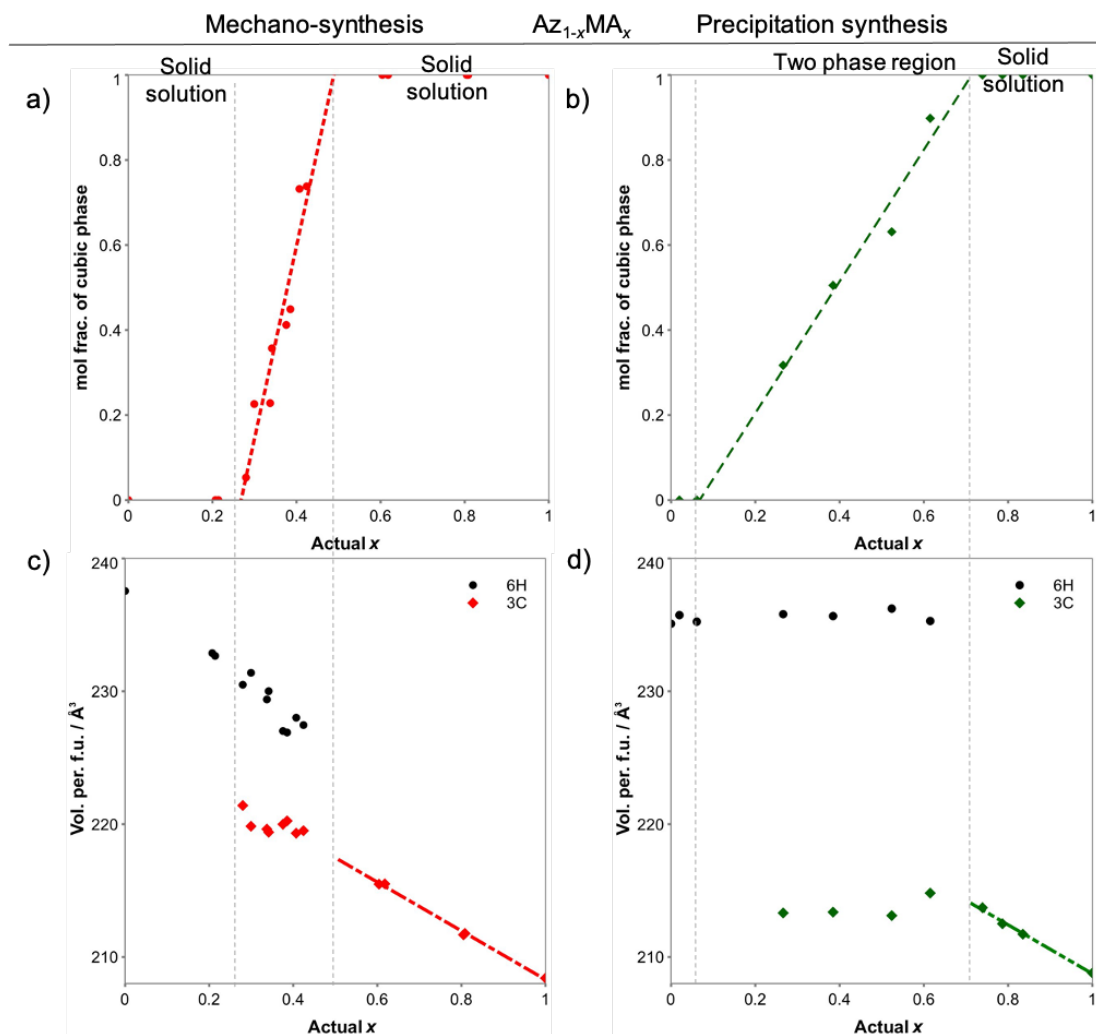 Mechano-synthesis Az₁₋ₓMAₓ Precipitation synthesis
Solid solution
Solid solution
Two phase region
Solid solution
a)
mol frac. of cubic phase
1
0.8
0.6
0.4
0.2
0
0 0.2 0.4 0.6 0.8 1
Actual x
b)
mol frac. of cubic phase
1
0.8
0.6
0.4
0.2
0
0 0.2 0.4 0.6 0.8 1
Actual x
c)
Vol. per. f.u. / Å³
240
230
220
210
6H
3C
0 0.2 0.4 0.6 0.8 1
Actual x
d)
Vol. per. f.u. / Å³
240
230
220
210
6H
3C
0 0.2 0.4 0.6 0.8 1
Actual x